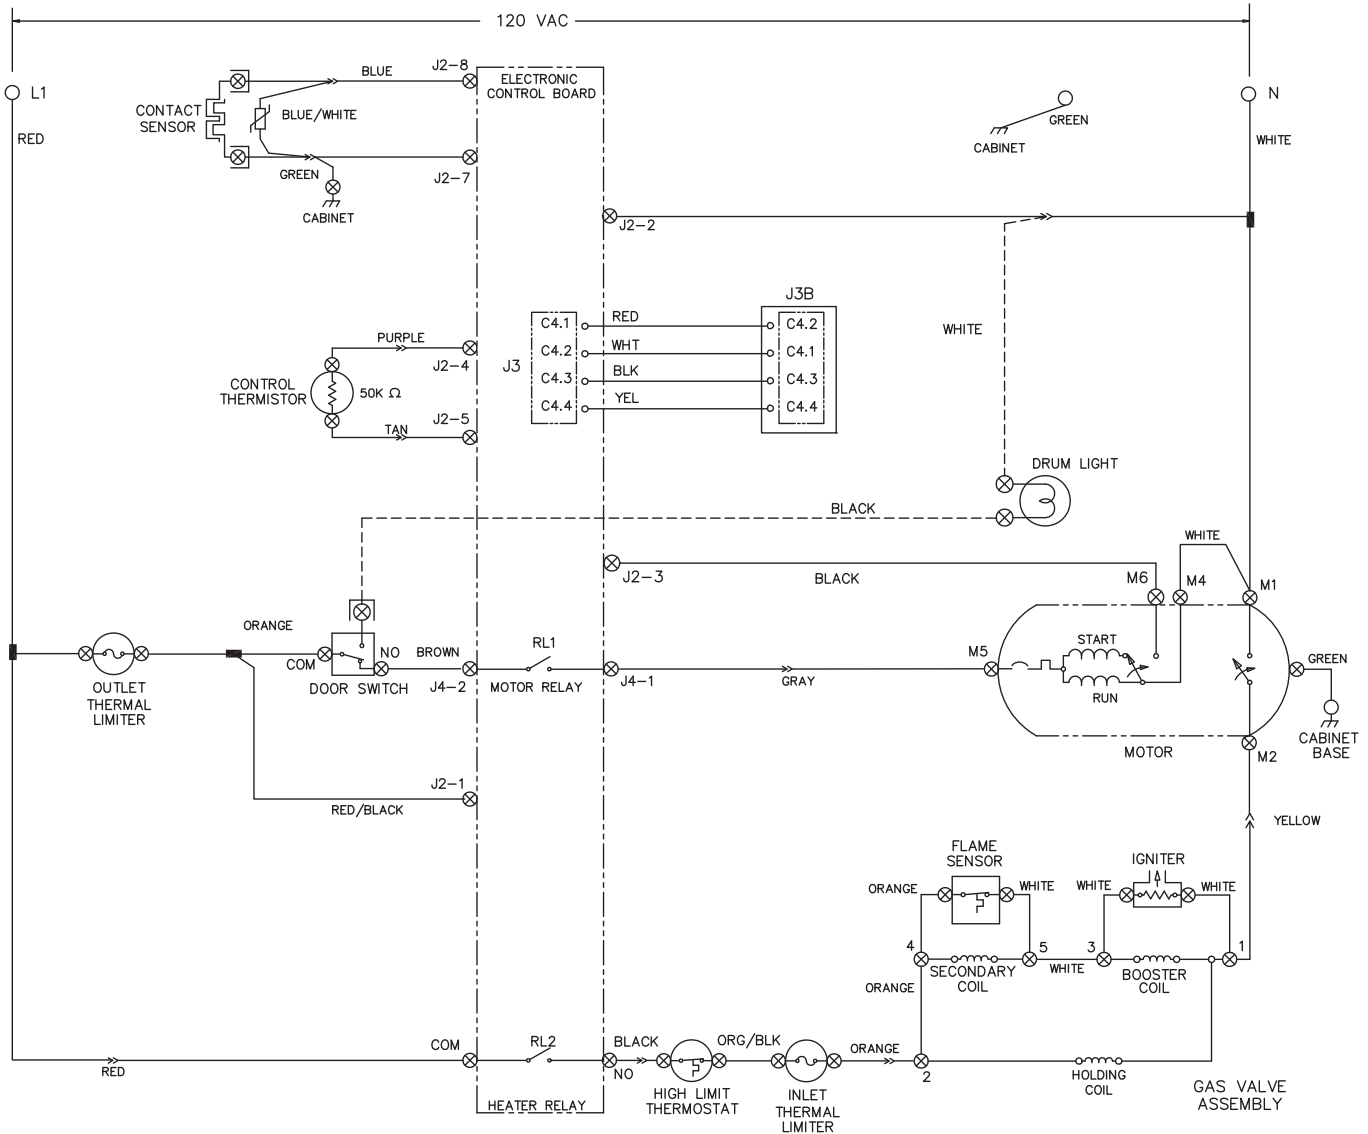 120 VAC
L1
RED
CONTACT
SENSOR
BLUE
BLUE/WHITE
GREEN
CABINET
J2-8
J2-7
ELECTRONIC
CONTROL BOARD
GREEN
CABINET
N
WHITE
J2-2
J3B
J3
C4.1
RED
C4.2
C4.2
WHT
C4.1
C4.3
BLK
C4.3
C4.4
YEL
C4.4
WHITE
PURPLE
J2-4
CONTROL
THERMISTOR
50K Ω
J2-5
TAN
DRUM LIGHT
BLACK
J2-3
BLACK
WHITE
M6
M4
M1
ORANGE
COM
NO
BROWN
DOOR SWITCH
J4-2
RL1
MOTOR RELAY
J4-1
GRAY
M5
START
RUN
MOTOR
M2
GREEN
CABINET
BASE
OUTLET
THERMAL
LIMITER
J2-1
RED/BLACK
YELLOW
FLAME
SENSOR
IGNITER
ORANGE
WHITE
WHITE
WHITE
4
5
3
1
SECONDARY
COIL
WHITE
BOOSTER
COIL
ORANGE
RED
COM
RL2
HEATER RELAY
BLACK
NO
HIGH LIMIT
THERMOSTAT
ORG/BLK
INLET
THERMAL
LIMITER
ORANGE
2
HOLDING
COIL
GAS VALVE
ASSEMBLY